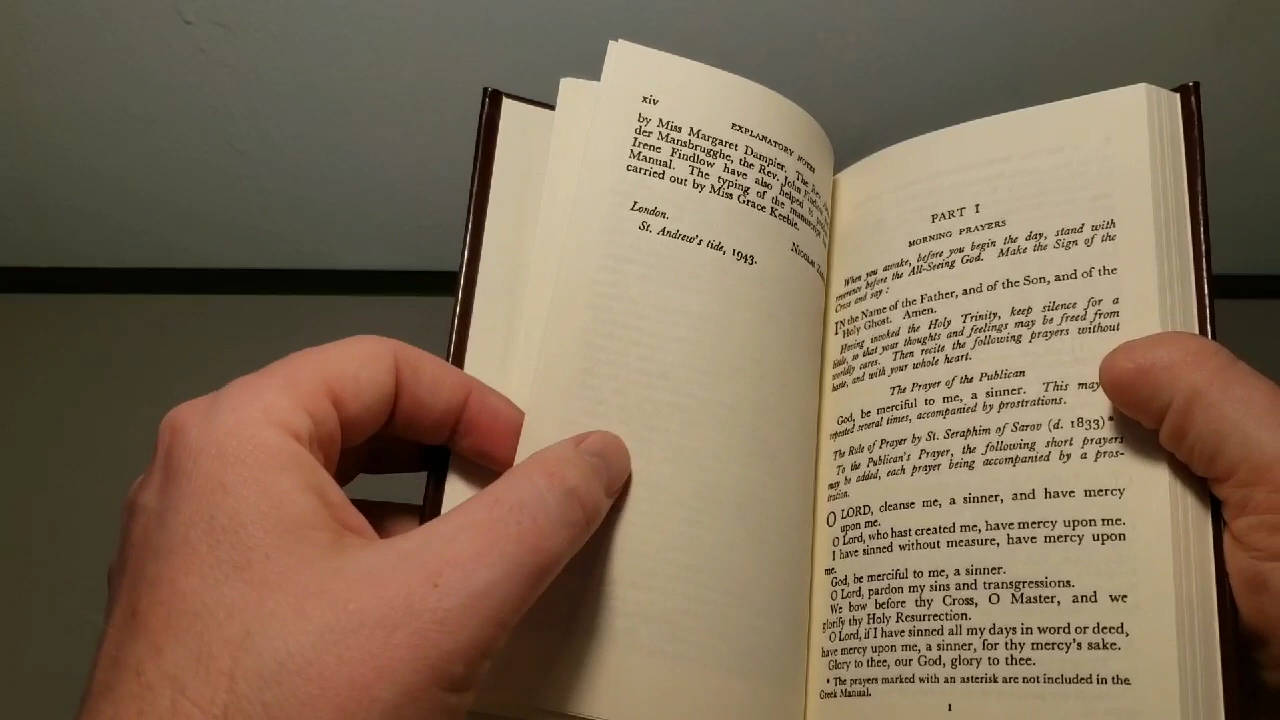 xiv
EXPLANATORY NOTES
by Miss Margaret Dampier. The Rev.
der Mansbrugghe, the Rev. John Findlow
Irene Findlow have also helped
Manual. The typing of the manuscript
carried out by Miss Grace Keeble.
London.
St. Andrew's tide, 1943.
PART I
MORNING PRAYERS
When you awake, before you begin the day, stand with
reverence before the All-Seeing God. Make the Sign of the
Cross and say:
IN the Name of the Father, and of the Son, and of the
Holy Ghost. Amen.
Having invoked the Holy Trinity, keep silence for a
little, so that your thoughts and feelings may be freed from
worldly cares. Then recite the following prayers without
haste, and with your whole heart.
The Prayer of the Publican
God, be merciful to me, a sinner. This may
repeated several times, accompanied by prostrations.
The Rule of Prayer by St. Seraphim of Sarov (d. 1833)*
To the Publican's Prayer, the following short prayers
may be added, each prayer being accompanied by a pros-
tration.
O LORD, cleanse me, a sinner, and have mercy
upon me.
O Lord, who hast created me, have mercy upon me.
I have sinned without measure, have mercy upon
me.
God, be merciful to me, a sinner.
O Lord, pardon my sins and transgressions.
We bow before thy Cross, O Master, and we
glorify thy Holy Resurrection.
O Lord, if I have sinned all my days in word or deed,
have mercy upon me, a sinner, for thy mercy's sake.
Glory to thee, our God, glory to thee.
* The prayers marked with an asterisk are not included in the
Greek Manual.
1